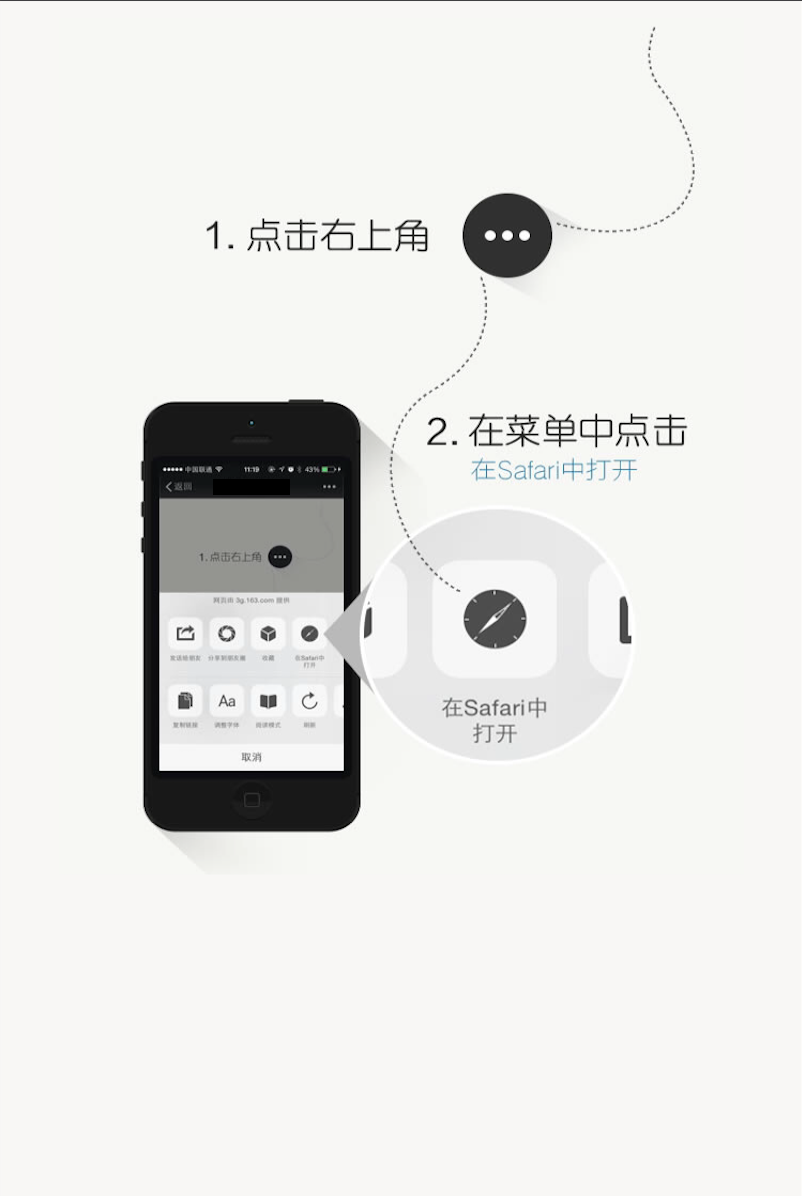 1. 点击右上角
2. 在菜单中点击
在Safari中打开
中国联通 11:19 43%
返回
1. 点击右上角
网页由 3g.163.com 提供
发送给朋友 分享到朋友圈 收藏 在Safari中
打开
复制链接 调整字体 阅读模式 刷新
取消
在Safari中
打开